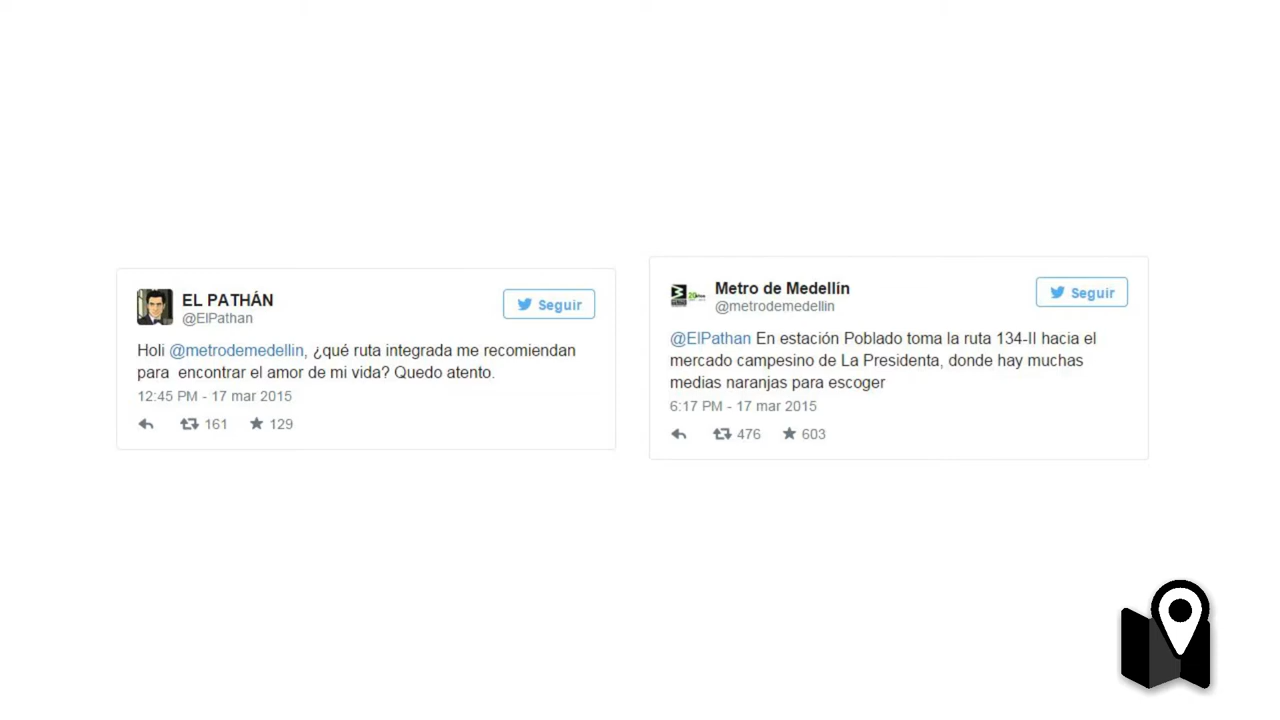 EL PATHÁN
@ElPathan
Seguir
Holi @metrodemedellin, ¿qué ruta integrada me recomiendan
para encontrar el amor de mi vida? Quedo atento.
12:45 PM - 17 mar 2015
161 129
Metro de Medellín
@metrodemedellin
Seguir
@ElPathan En estación Poblado toma la ruta 134-II hacia el
mercado campesino de La Presidenta, donde hay muchas
medias naranjas para escoger
6:17 PM - 17 mar 2015
476 603